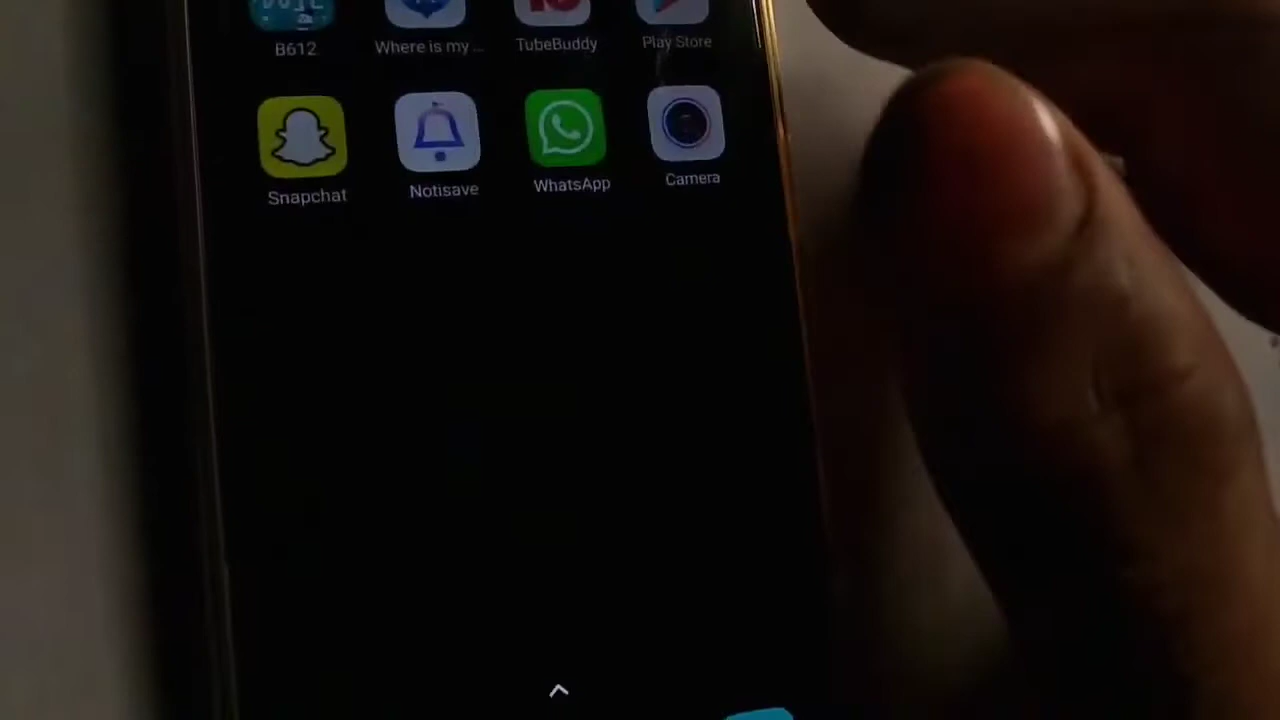 B612
Where is my ...
TubeBuddy
Play Store
Snapchat
Notisave
WhatsApp
Camera